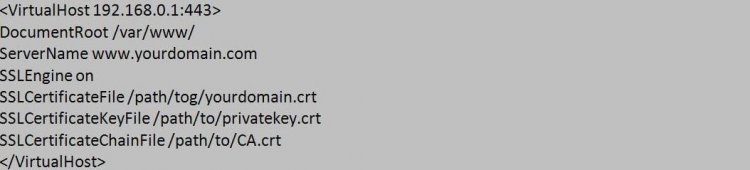 <VirtualHost 192.168.0.1:443>
DocumentRoot /var/www/
ServerName www.yourdomain.com
SSLEngine on
SSLCertificateFile /path/tog/yourdomain.crt
SSLCertificateKeyFile /path/to/privatekey.crt
SSLCertificateChainFile /path/to/CA.crt
</VirtualHost>